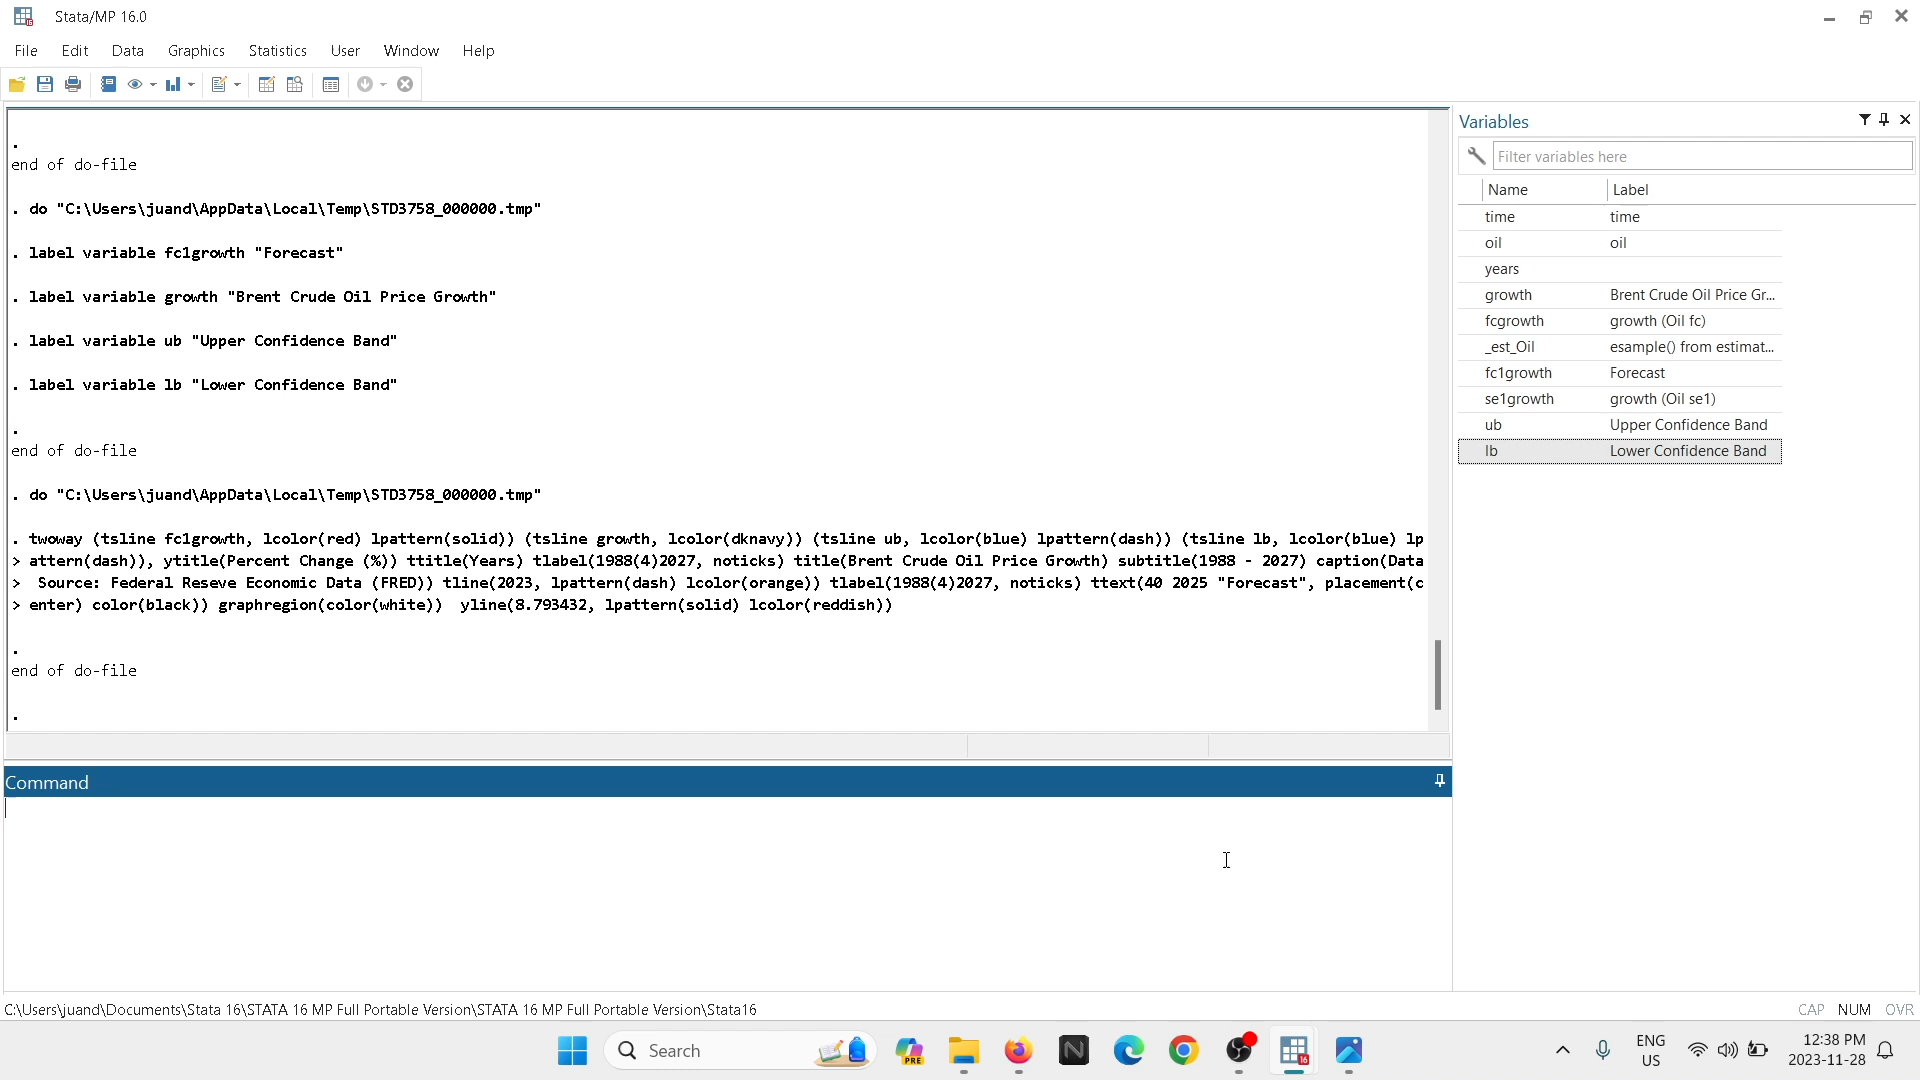 Stata/MP 16.0
File Edit Data Graphics Statistics User Window Help
.
end of do-file
. do "C:\Users\juand\AppData\Local\Temp\STD3758_000000.tmp"
. label variable fc1growth "Forecast"
. label variable growth "Brent Crude Oil Price Growth"
. label variable ub "Upper Confidence Band"
. label variable lb "Lower Confidence Band"
.
end of do-file
. do "C:\Users\juand\AppData\Local\Temp\STD3758_000000.tmp"
. twoway (tsline fc1growth, lcolor(red) lpattern(solid)) (tsline growth, lcolor(dknavy)) (tsline ub, lcolor(blue) lpattern(dash)) (tsline lb, lcolor(blue) lp
> attern(dash)), ytitle(Percent Change (%)) ttitle(Years) tlabel(1988(4)2027, noticks) title(Brent Crude Oil Price Growth) subtitle(1988 - 2027) caption(Data
>  Source: Federal Reseve Economic Data (FRED)) tline(2023, lpattern(dash) lcolor(orange)) tlabel(1988(4)2027, noticks) ttext(40 2025 "Forecast", placement(c
> enter) color(black)) graphregion(color(white))  yline(8.793432, lpattern(solid) lcolor(reddish))
.
end of do-file
.
Command
Variables
Filter variables here
Name Label
time time
oil oil
years
growth Brent Crude Oil Price Gr...
fcgrowth growth (Oil fc)
_est_Oil esample() from estimat...
fc1growth Forecast
se1growth growth (Oil se1)
ub Upper Confidence Band
lb Lower Confidence Band
C:\Users\juand\Documents\Stata 16\STATA 16 MP Full Portable Version\STATA 16 MP Full Portable Version\Stata16
CAP NUM OVR
Search
PRE
16
ENG
US
12:38 PM
2023-11-28